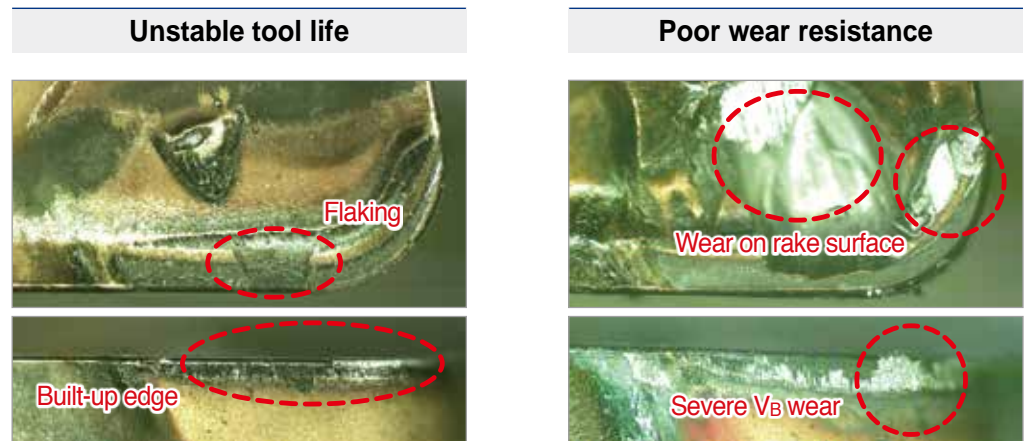 Unstable tool life
Poor wear resistance
Flaking
Built-up edge
Wear on rake surface
Severe VB wear